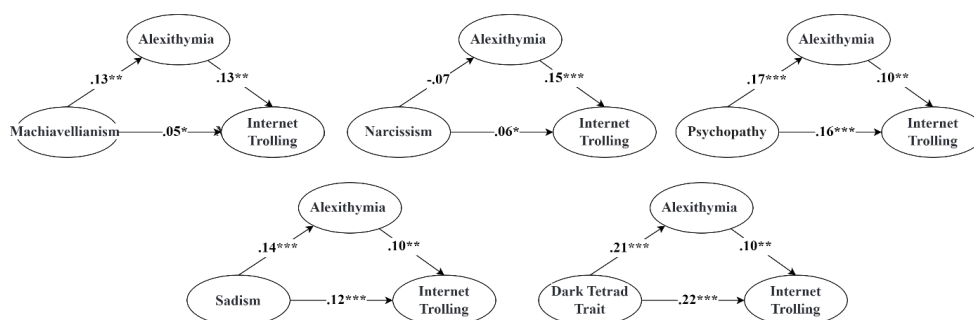 Alexithymia
.13**
.13**
Machiavellianism
.05*
Internet
Trolling
Alexithymia
-.07
.15***
Narcissism
.06*
Internet
Trolling
Alexithymia
.17***
.10**
Psychopathy
.16***
Internet
Trolling
Alexithymia
.14***
.10**
Sadism
.12***
Internet
Trolling
Alexithymia
.21***
.10**
Dark Tetrad
Trait
.22***
Internet
Trolling